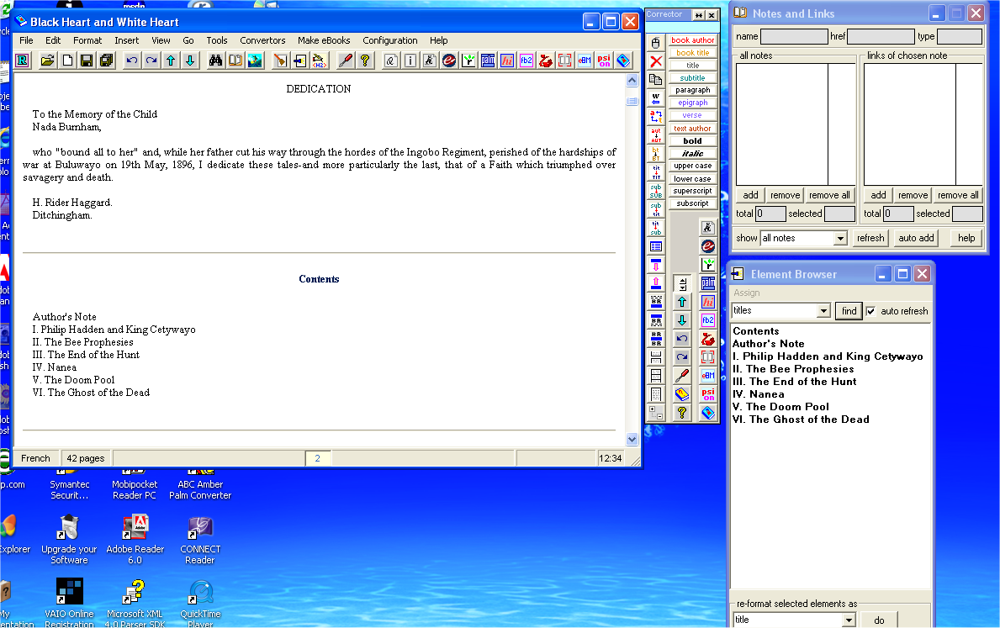 msdn
Black Heart and White Heart
File Edit Format Insert View Go Tools Convertors Make eBooks Configuration Help
DEDICATION
To the Memory of the Child
Nada Burnham,
who "bound all to her" and, while her father cut his way through the hordes of the Ingobo Regiment, perished of the hardships of
war at Buluwayo on 19th May, 1896, I dedicate these tales-and more particularly the last, that of a Faith which triumphed over
savagery and death.
H. Rider Haggard.
Ditchingham.
Contents
Author's Note
I. Philip Hadden and King Cetywayo
II. The Bee Prophesies
III. The End of the Hunt
IV. Nanea
V. The Doom Pool
VI. The Ghost of the Dead
French 42 pages 2 12:34
Corrector
book author
book title
title
subtitle
paragraph
epigraph
verse
text author
bold
italic
upper case
lower case
superscript
subscript
Notes and Links
name href type
all notes links of chosen note
add remove remove all add remove remove all
total 0 selected total 0 selected
show all notes refresh auto add help
Element Browser
Assign
titles find auto refresh
Contents
Author's Note
I. Philip Hadden and King Cetywayo
II. The Bee Prophesies
III. The End of the Hunt
IV. Nanea
V. The Doom Pool
VI. The Ghost of the Dead
re-format selected elements as
title do
p.com Symantec Mobipocket ABC Amber
Securit... Reader PC Palm Converter
Explorer Upgrade your Adobe Reader CONNECT
Software 6.0 Reader
My VAIO Online Microsoft XML QuickTime
entation Registration 4.0 Parser SDK Player